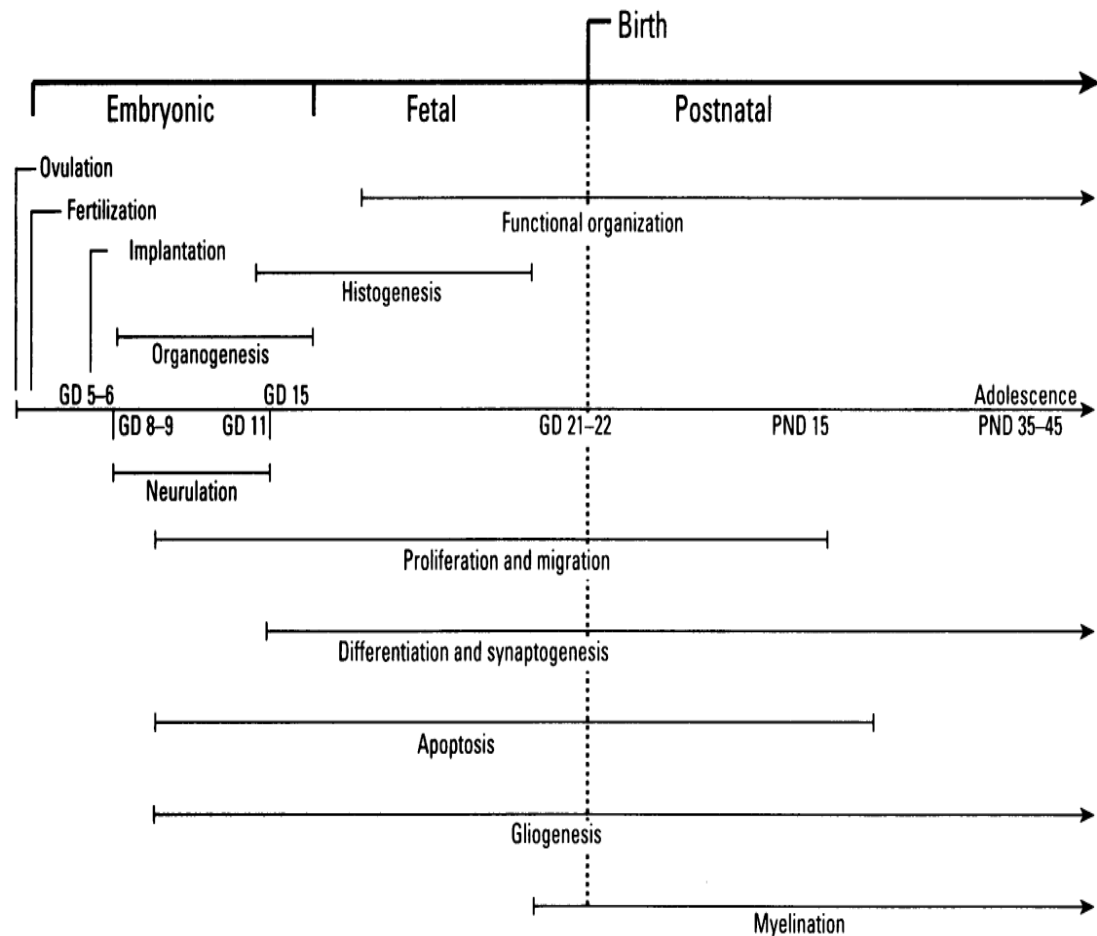 Birth
Embryonic Fetal Postnatal
Ovulation
Fertilization
Functional organization
Implantation
Histogenesis
Organogenesis
GD 5–6 GD 15 Adolescence
GD 8–9 GD 11 GD 21–22 PND 15 PND 35–45
Neurulation
Proliferation and migration
Differentiation and synaptogenesis
Apoptosis
Gliogenesis
Myelination